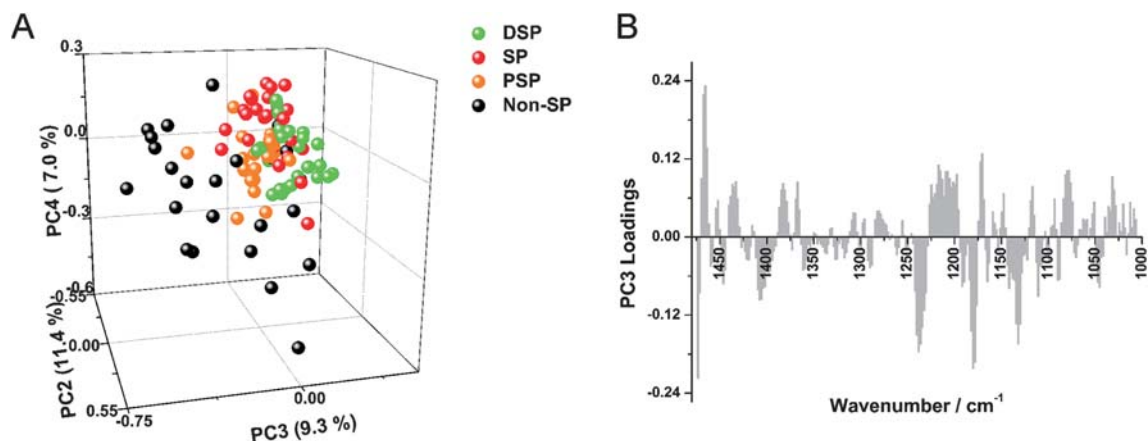 A
DSP
SP
PSP
Non-SP
0.3
0.0
-0.3
-0.6
PC4 ( 7.0 %)
-0.55
0.00
0.55
PC2 (11.4 %)
-0.75
0.00
PC3 (9.3 %)
B
0.24
0.12
0.00
-0.12
-0.24
PC3 Loadings
1450
1400
1350
1300
1250
1200
1150
1100
1050
1000
Wavenumber / cm⁻¹